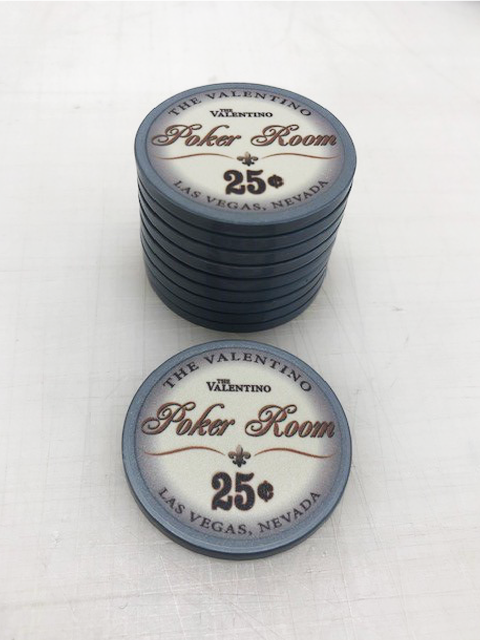 THE VALENTINO
THE
VALENTINO
Poker Room
25¢
LAS VEGAS, NEVADA
THE VALENTINO
THE
VALENTINO
Poker Room
25¢
LAS VEGAS, NEVADA